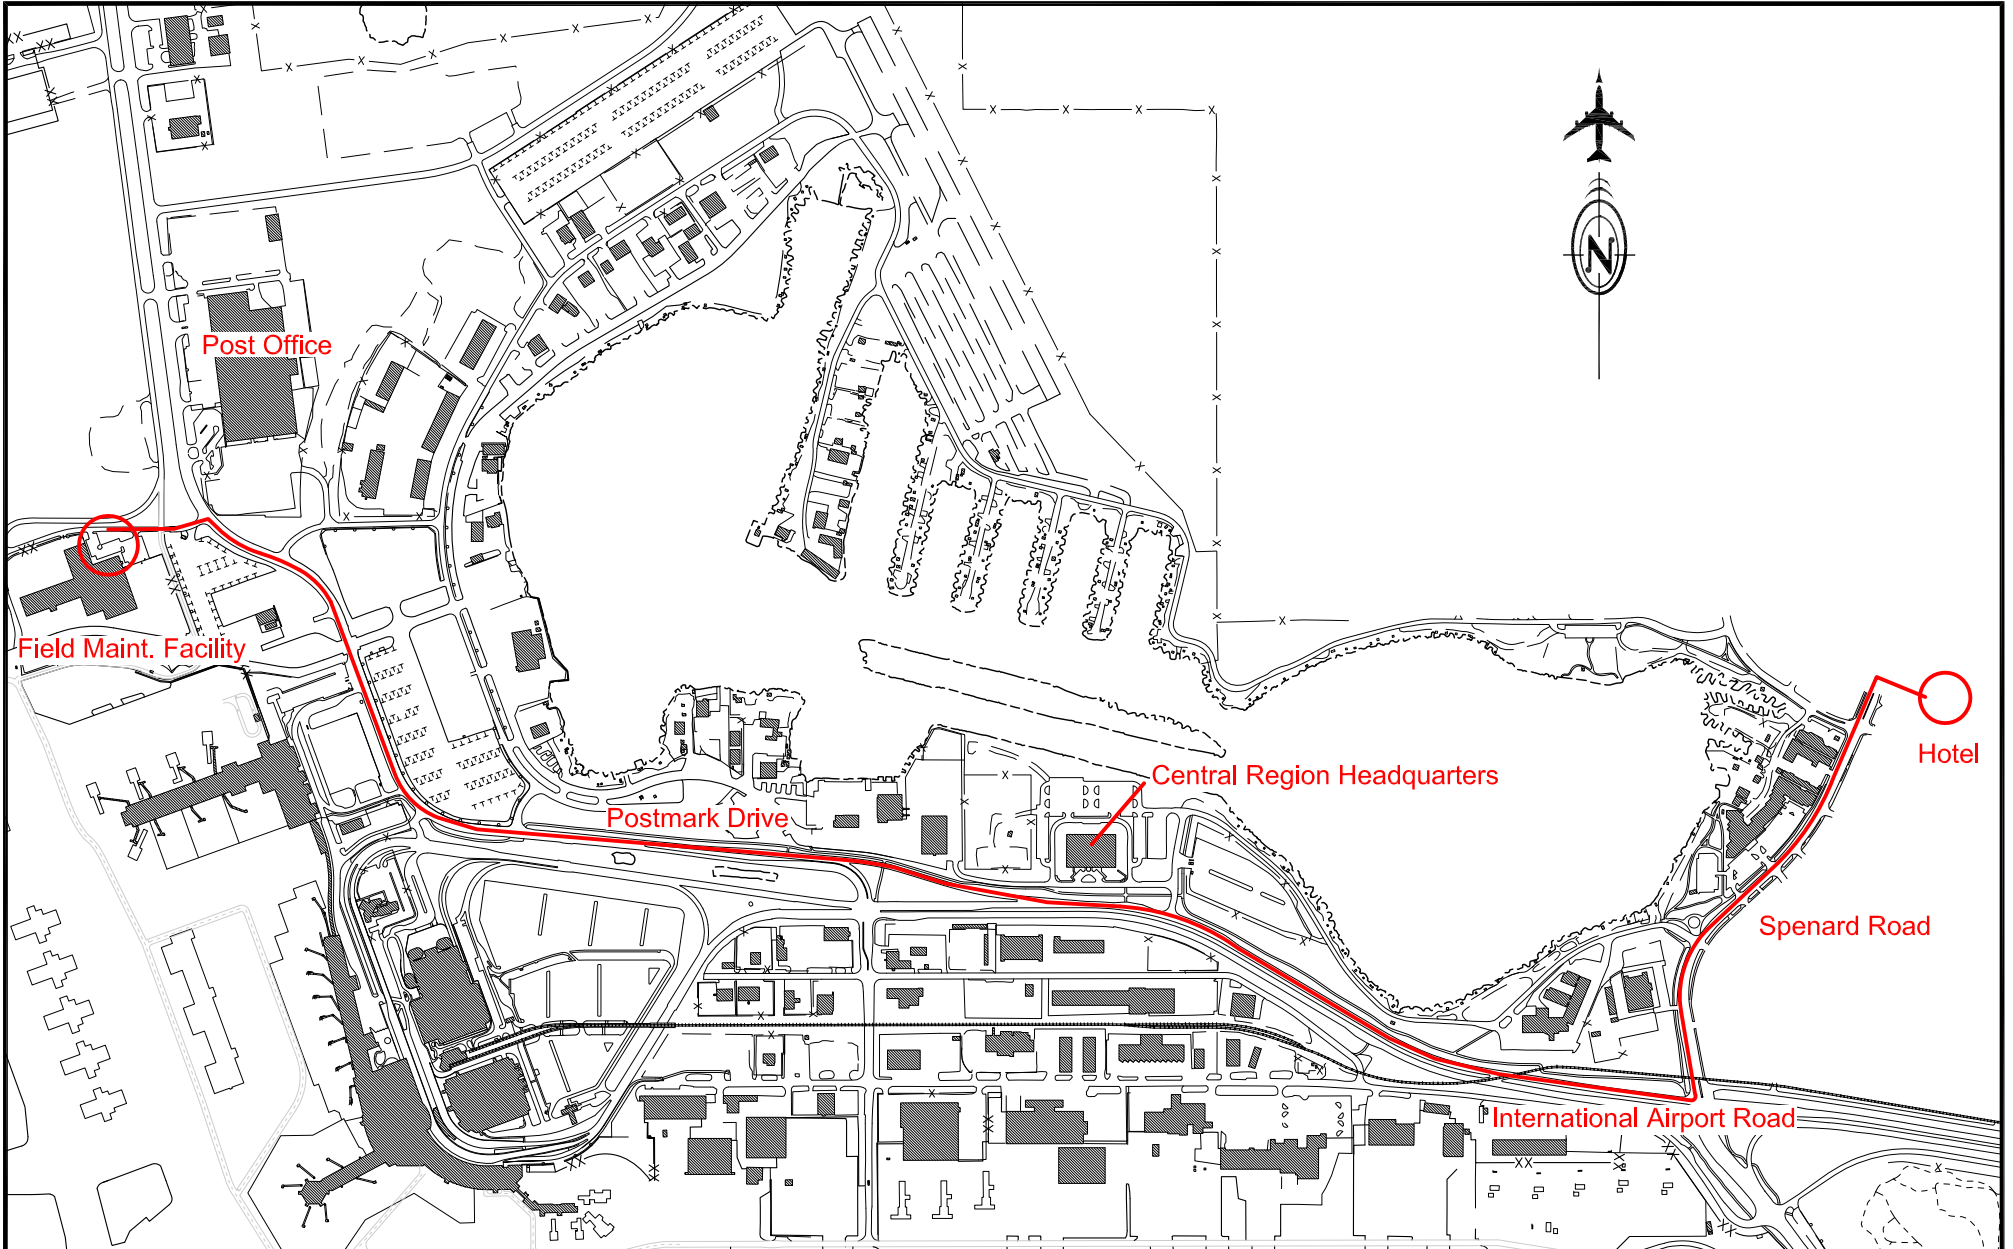 N
Post Office
Field Maint. Facility
Hotel
Central Region Headquarters
Postmark Drive
Spenard Road
International Airport Road